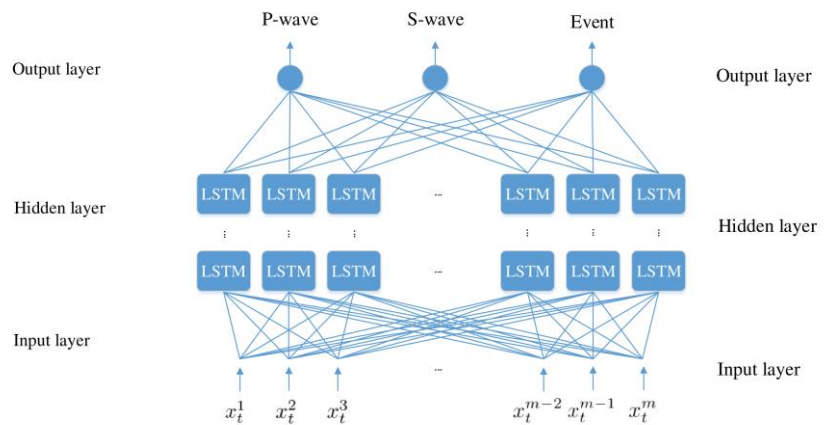 P-wave S-wave Event
Output layer Output layer
LSTM LSTM LSTM ... LSTM LSTM LSTM
Hidden layer Hidden layer
LSTM LSTM LSTM ... LSTM LSTM LSTM
Input layer Input layer
...
x_t^1 x_t^2 x_t^3 x_t^{m-2} x_t^{m-1} x_t^m